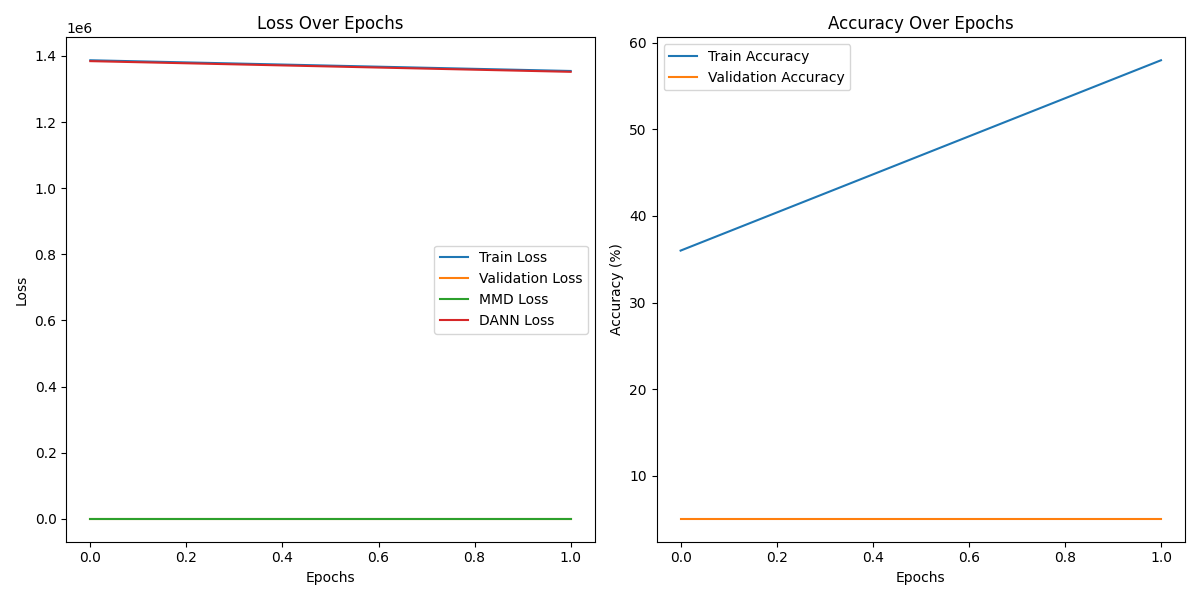 Loss Over Epochs
1e6
1.4
1.2
1.0
0.8
0.6
0.4
0.2
0.0
Loss
Train Loss
Validation Loss
MMD Loss
DANN Loss
0.0 0.2 0.4 0.6 0.8 1.0
Epochs
Accuracy Over Epochs
60
50
40
30
20
10
Accuracy (%)
Train Accuracy
Validation Accuracy
0.0 0.2 0.4 0.6 0.8 1.0
Epochs